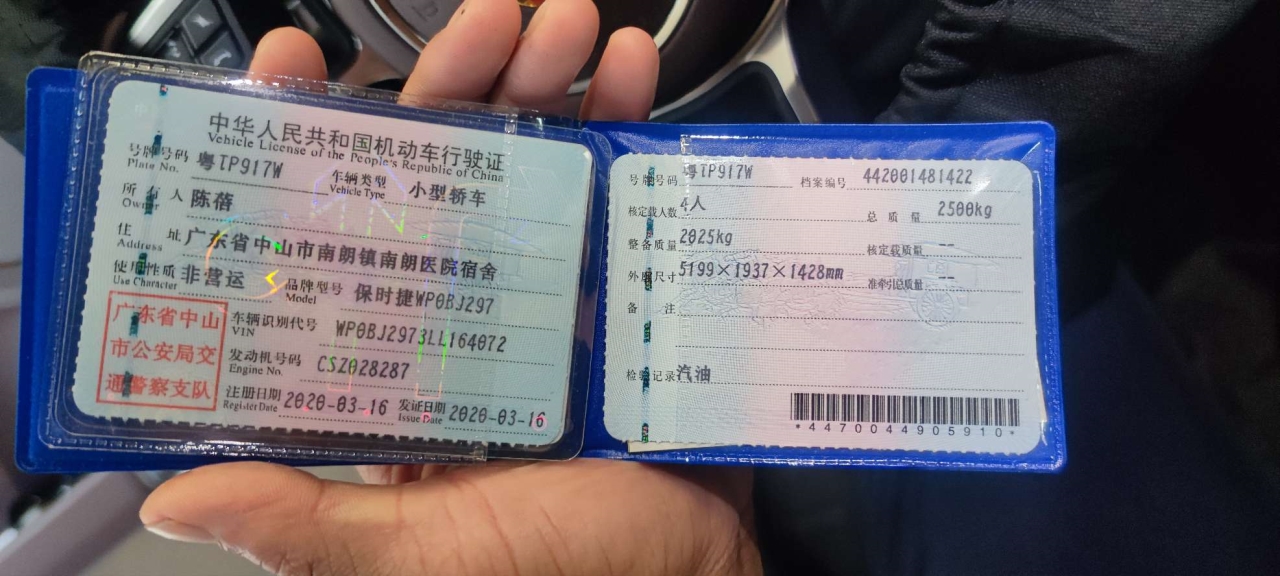 中华人民共和国机动车行驶证
Vehicle License of the People's Republic of China
号牌号码 粤TP917W 车辆类型 小型轿车
Plate No. Vehicle Type
所有人 陈蓓
Owner
住址 广东省中山市南朗镇南朗医院宿舍
Address
使用性质 非营运 品牌型号 保时捷WP0BJ297
Use Character Model
广东省中山
市公安局交
通警察支队
车辆识别代号 WP0BJ2973LL164072
VIN
发动机号码 CSZ028287
Engine No.
注册日期 2020-03-16 发证日期 2020-03-16
Register Date Issue Date
号牌号码 粤TP917W 档案编号 442001481422
核定载人数 4人 总质量 2500kg
整备质量 2025kg 核定载质量 --
外廓尺寸 5199×1937×1428mm 准牵引总质量 --
备注
检验记录 汽油
*4470044905910*